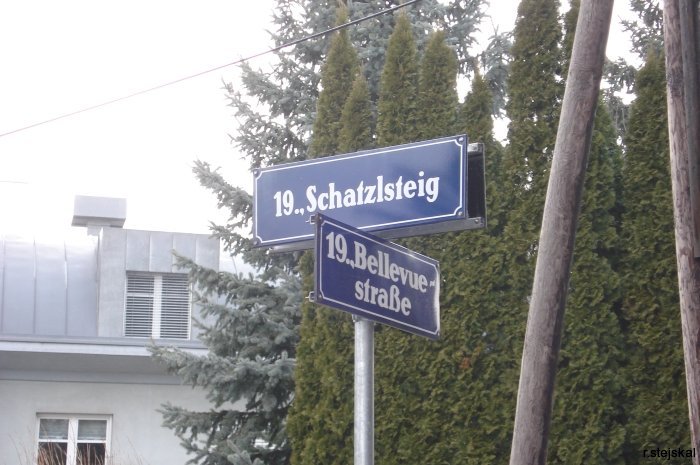 19., Schatzlsteig
19., Bellevue-
straße
r.stejskal